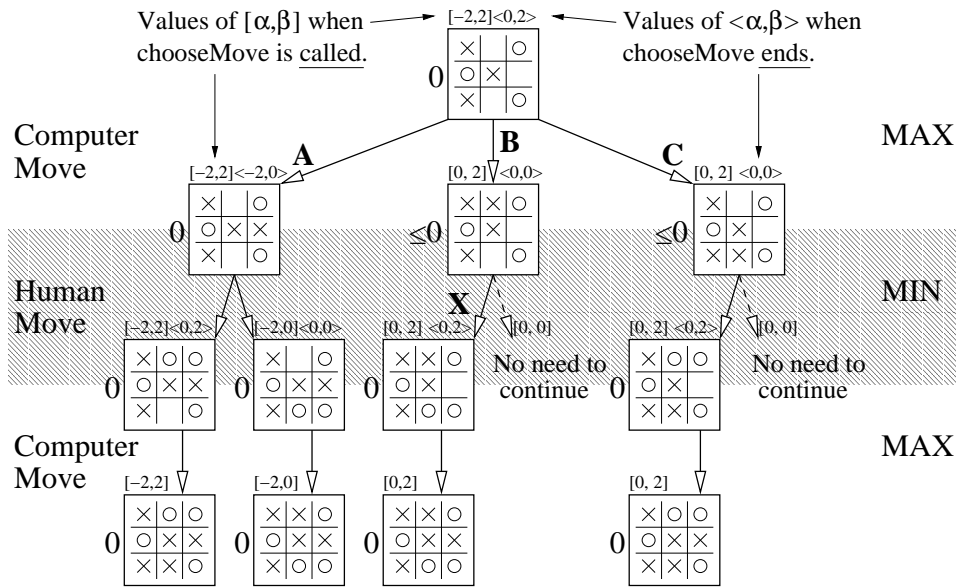 Values of [α,β] when
chooseMove is called.
[−2,2]<0,2>
Values of <α,β> when
chooseMove ends.
× ○
0 ○ ×
× ○
Computer
Move
A
B
C
MAX
[−2,2]<−2,0>
[0, 2] <0,0>
[0, 2] <0,0>
× ○
0 ○ × ×
× ○
× × ○
≤0 ○ ×
× ○
× ○
≤0 ○ ×
× × ○
Human
Move
X
MIN
[−2,2]<0,2>
[−2,0]<0,0>
[0, 2] <0,2>
[0, 0]
[0, 2] <0,2>
[0, 0]
No need to
continue
No need to
continue
× ○ ○
0 ○ × ×
× ○
× ○
0 ○ × ×
× ○ ○
× × ○
0 ○ ×
× ○ ○
× ○ ○
0 ○ ×
× × ○
Computer
Move
MAX
[−2,2]
[−2,0]
[0,2]
[0, 2]
× ○ ○
0 ○ × ×
× × ○
× × ○
0 ○ × ×
× ○ ○
× × ○
0 ○ × ×
× ○ ○
× ○ ○
0 ○ × ×
× × ○